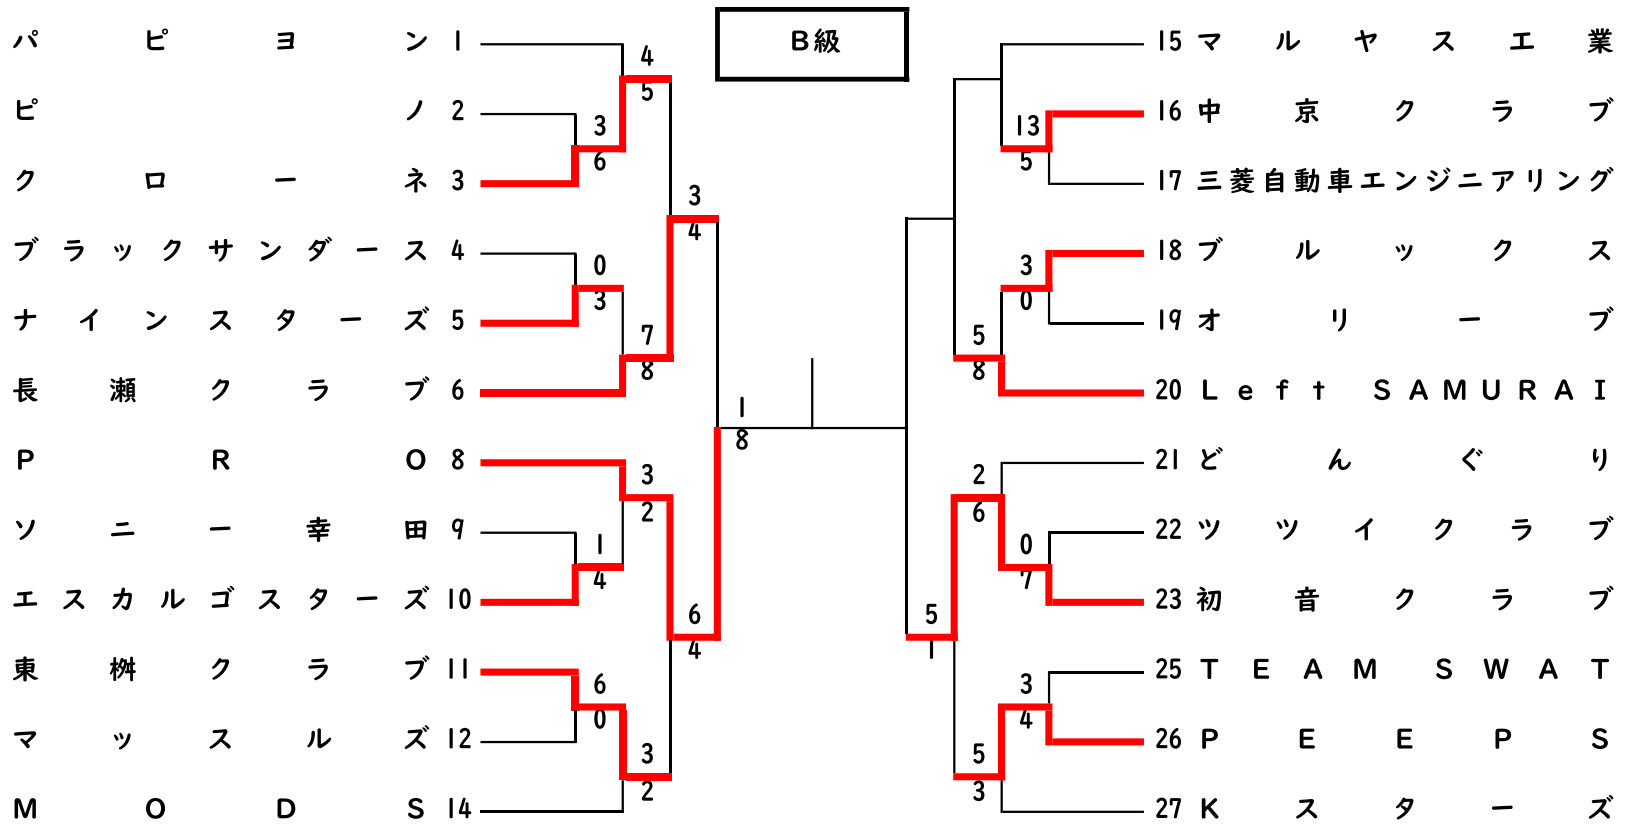 B級
パピヨン 1
ピノ 2
クローネ 3
ブラックサンダース 4
ナインスターズ 5
長瀬クラブ 6
PRO 8
ソニー幸田 9
エスカルゴスターズ 10
東桝クラブ 11
マッスルズ 12
MODS 14
4
5
3
6
0
3
7
8
3
4
3
2
1
4
6
0
3
2
6
4
1
8
15 マルヤスエ業
16 中京クラブ
17 三菱自動車エンジニアリング
18 ブルックス
19 オリーブ
20 Left SAMURAI
21 どんぐり
22 ツツイクラブ
23 初音クラブ
25 TEAM SWAT
26 PEEPS
27 Kスターズ
13
5
3
0
5
8
2
6
0
7
5
1
3
4
5
3